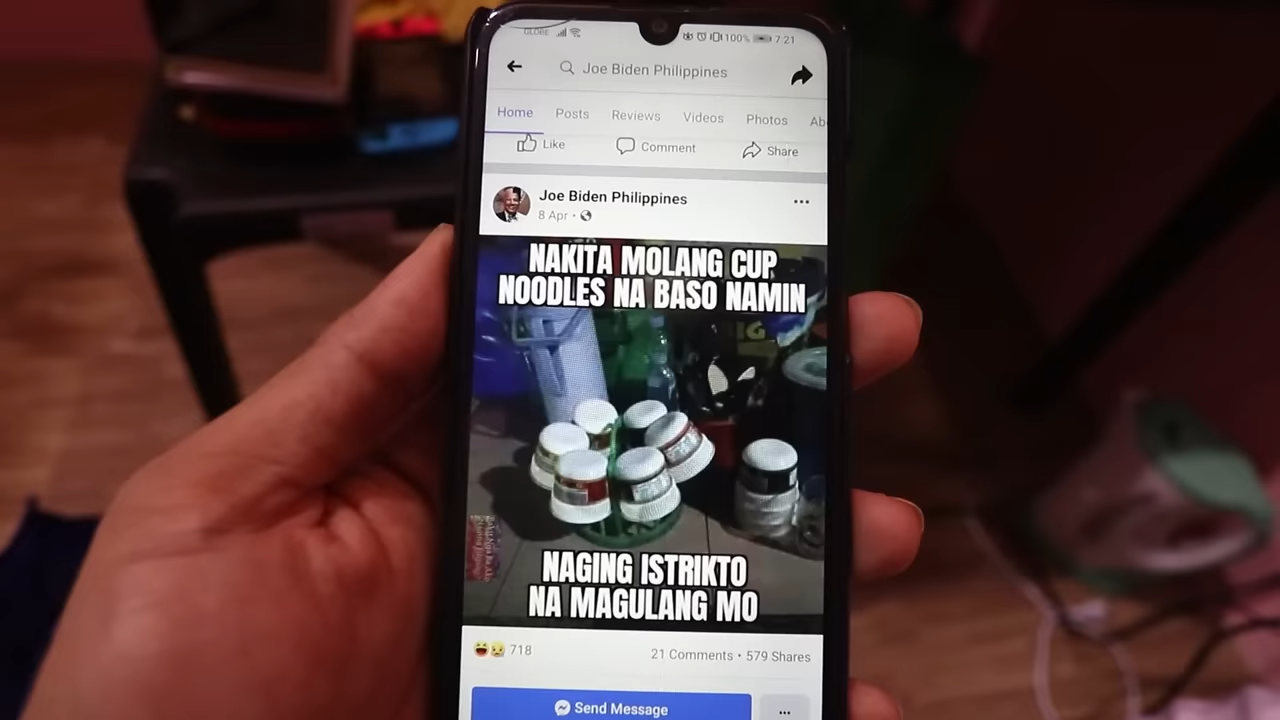 GLOBE 100% 7:21
Joe Biden Philippines
Home Posts Reviews Videos Photos Ab
Like Comment Share
Joe Biden Philippines
8 Apr
NAKITA MOLANG CUP
NOODLES NA BASO NAMIN
NAGING ISTRIKTO
NA MAGULANG MO
718 21 Comments • 579 Shares
Send Message